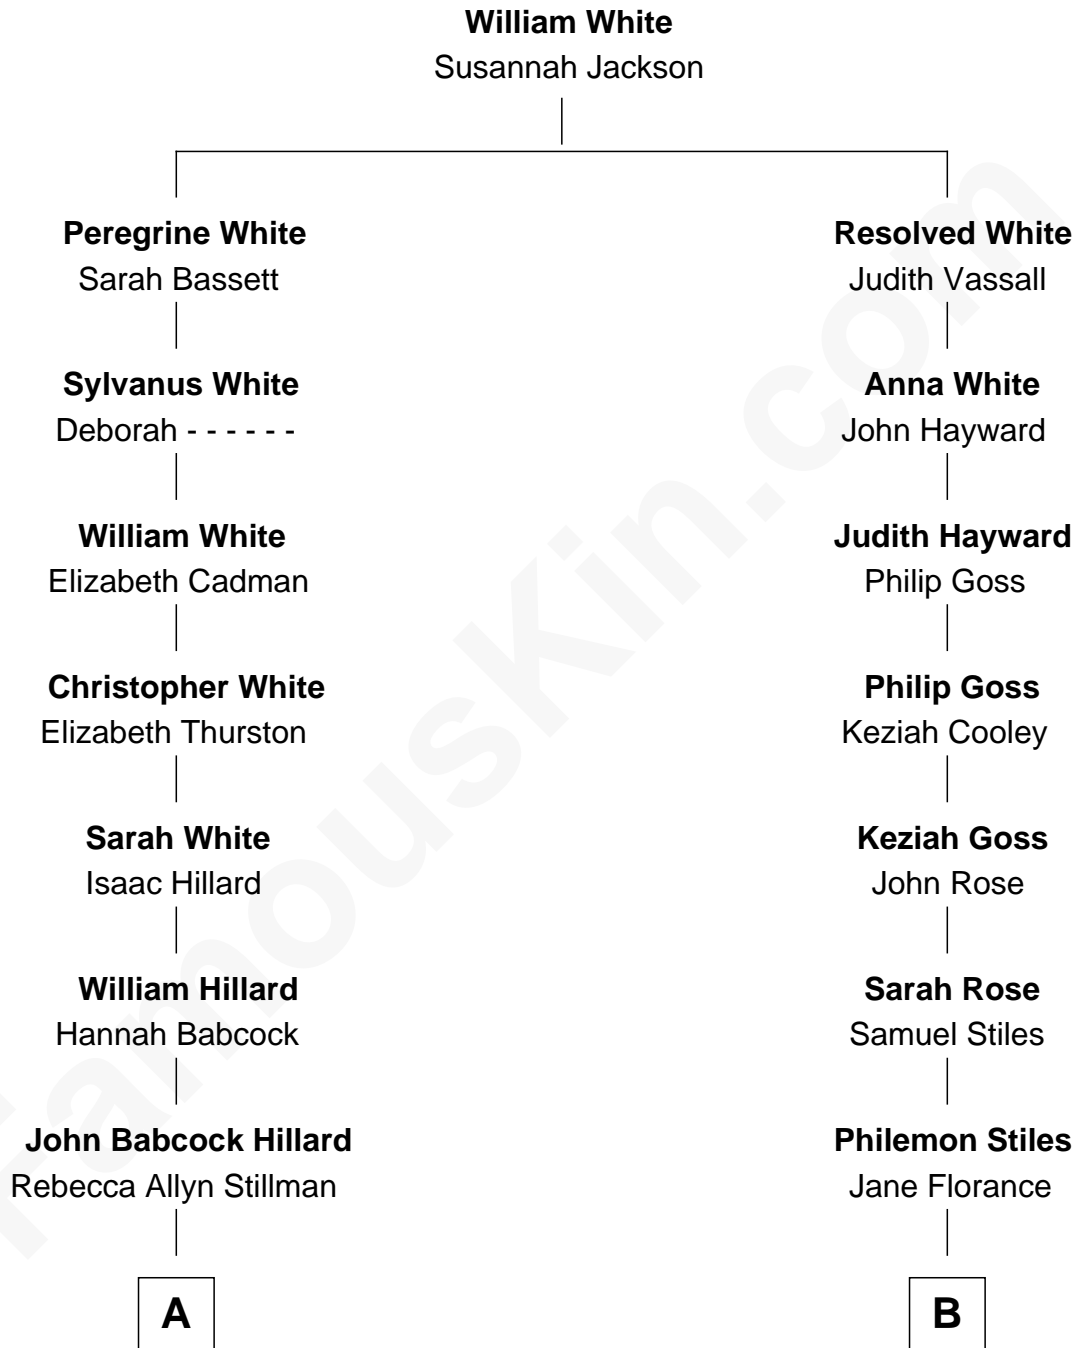 William White
Susannah Jackson
Peregrine White
Sarah Bassett
Resolved White
Judith Vassall
Sylvanus White
Deborah - - - - - -
Anna White
John Hayward
William White
Elizabeth Cadman
Judith Hayward
Philip Goss
Christopher White
Elizabeth Thurston
Philip Goss
Keziah Cooley
Sarah White
Isaac Hillard
Keziah Goss
John Rose
William Hillard
Hannah Babcock
Sarah Rose
Samuel Stiles
John Babcock Hillard
Rebecca Allyn Stillman
Philemon Stiles
Jane Florance
A
B
FamousKin.com